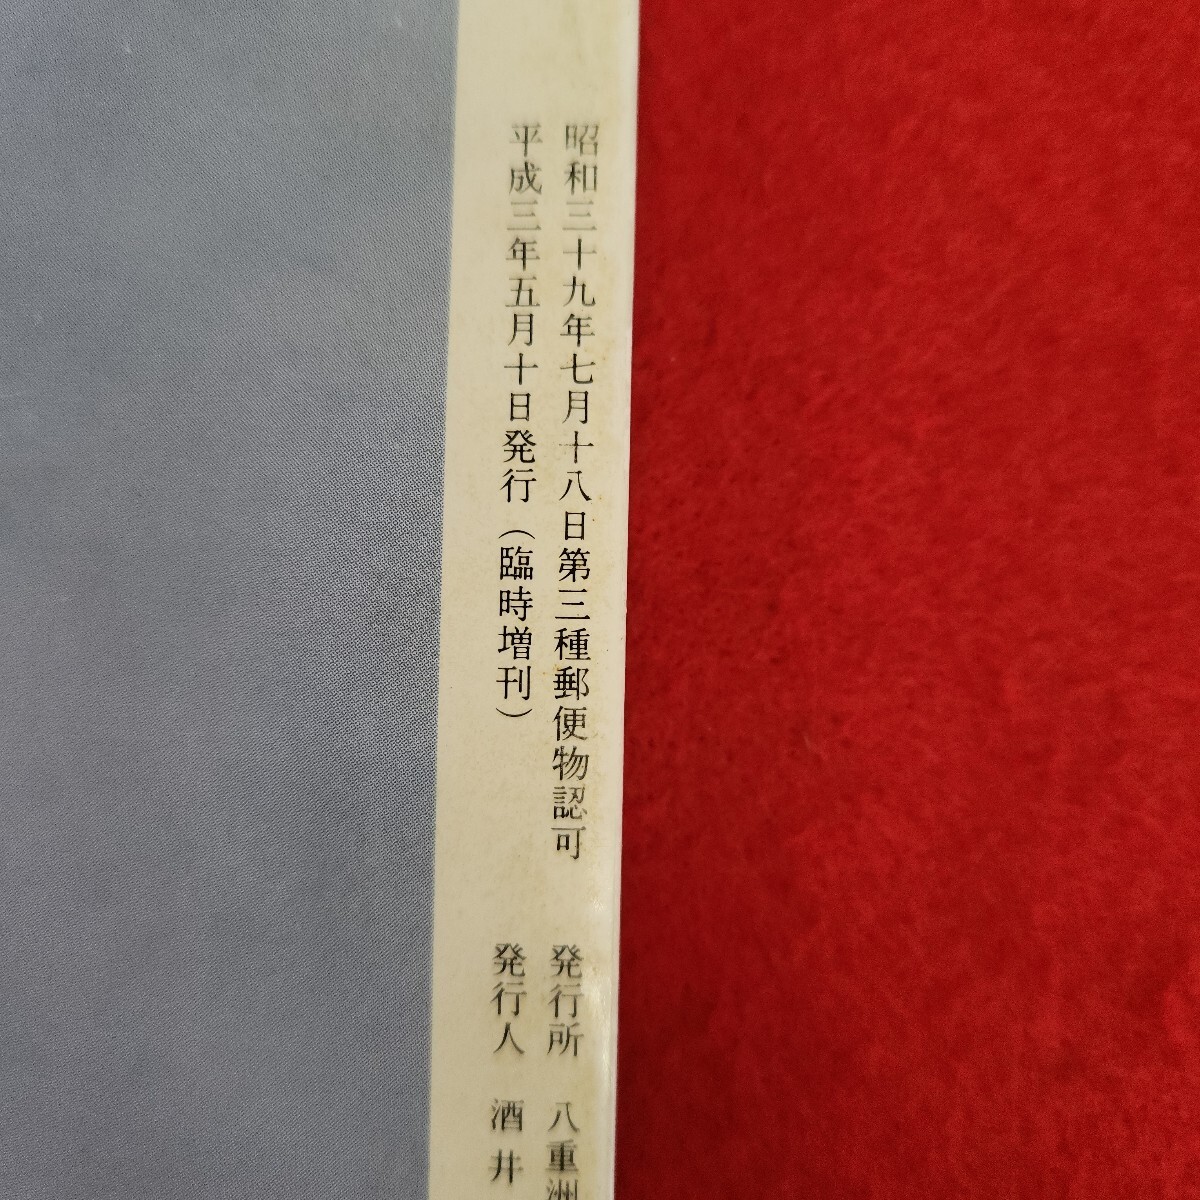 昭和三十九年七月十八日第三種郵便物認可　発行所　八重洲
平成三年五月十日発行（臨時増刊）　発行人　酒井